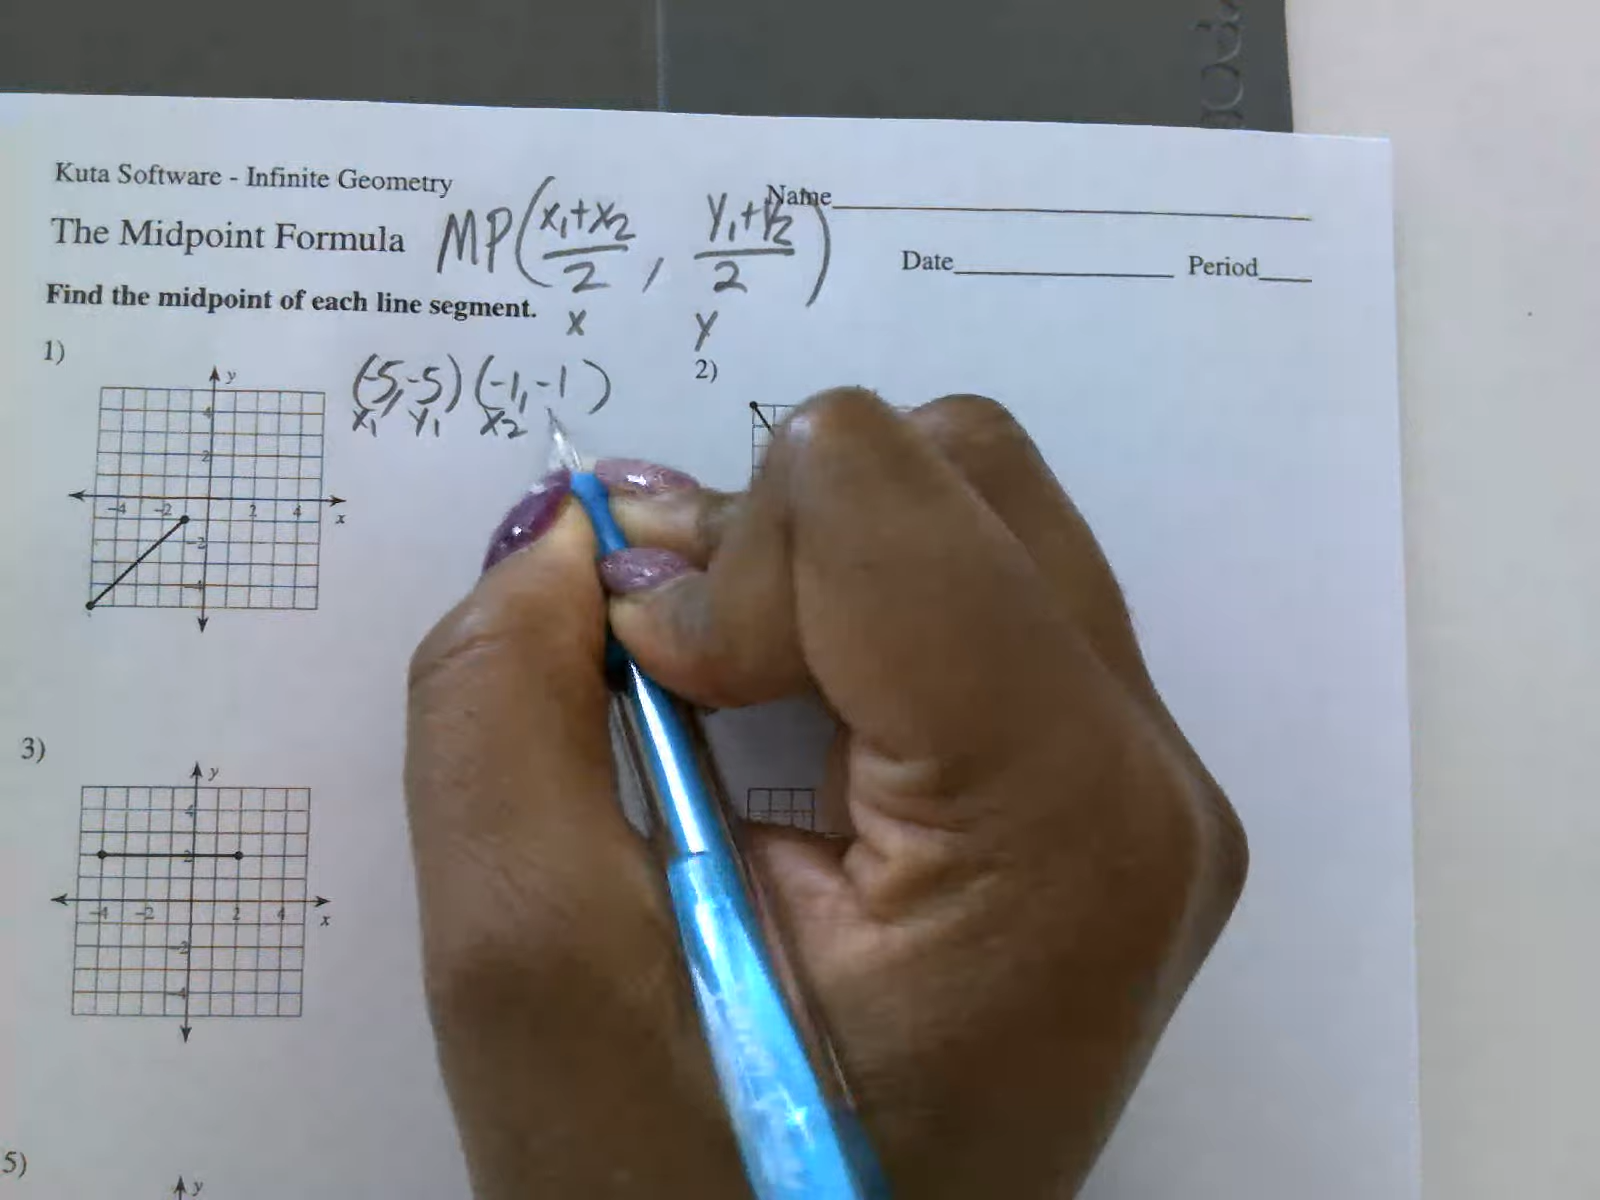 Kuta Software - Infinite Geometry
Name
The Midpoint Formula MP(x₁+x₂/2, y₁+y₂/2)
Date Period
Find the midpoint of each line segment.
x y
1) (-5,-5) (-1,-1) 2)
x₁ y₁ x₂
y
4
2
-4 -2 2 4 x
-2
-4
3)
y
4
2
-4 -2 2 4 x
-2
-4
5)
y